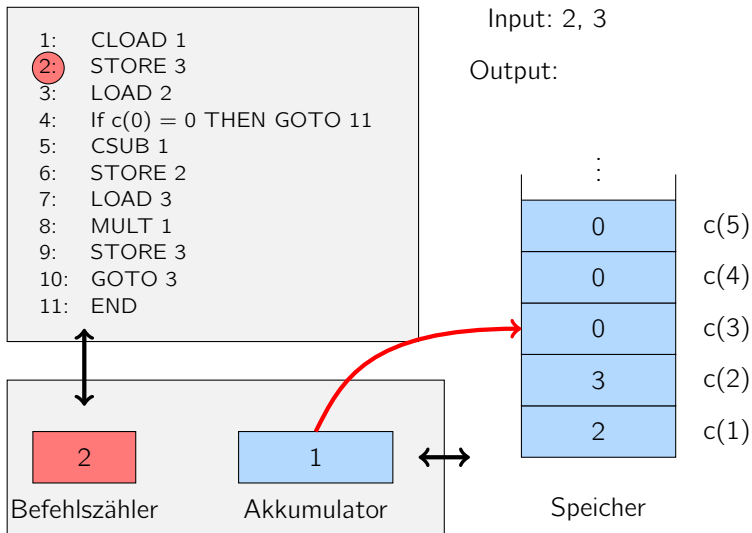 Input: 2, 3
Output:
1: CLOAD 1
2: STORE 3
3: LOAD 2
4: If c(0) = 0 THEN GOTO 11
5: CSUB 1
6: STORE 2
7: LOAD 3
8: MULT 1
9: STORE 3
10: GOTO 3
11: END
⋮
0 c(5)
0 c(4)
0 c(3)
3 c(2)
2 c(1)
2
1
Befehlszähler
Akkumulator
Speicher